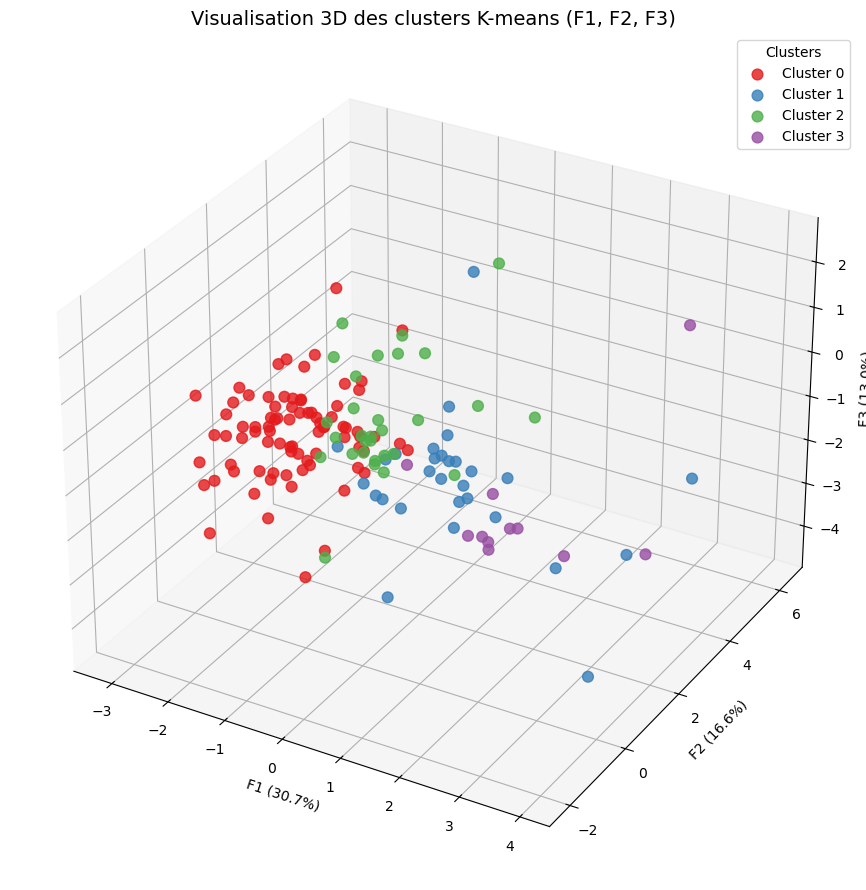 Visualisation 3D des clusters K-means (F1, F2, F3)
Clusters
Cluster 0
Cluster 1
Cluster 2
Cluster 3
2
1
0
−1
−2
−3
−4
F3 (13.0%)
6
4
2
0
−2
F2 (16.6%)
−3
−2
−1
0
1
2
3
4
F1 (30.7%)